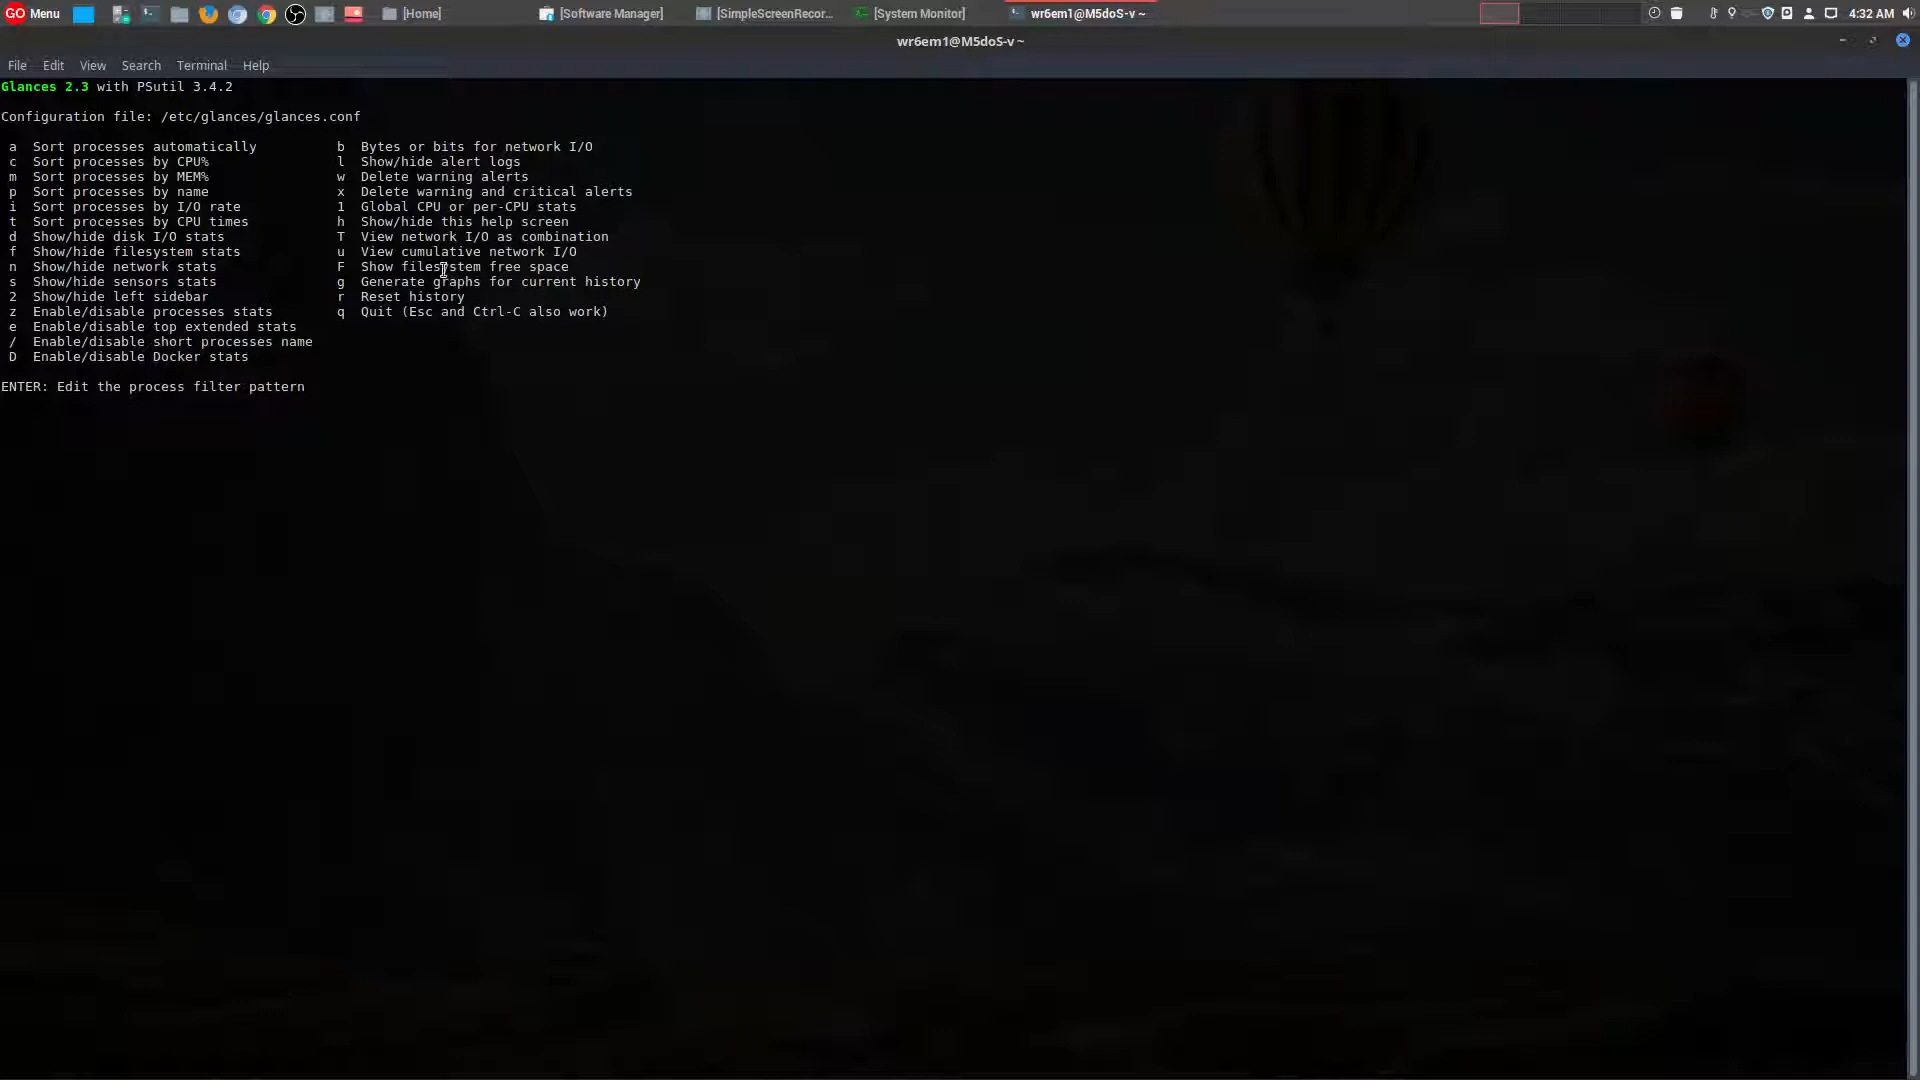 GO Menu [Home] [Software Manager] [SimpleScreenRecor... [System Monitor] wr6em1@M5doS-v ~ 4:32 AM
wr6em1@M5doS-v ~
File Edit View Search Terminal Help
Glances 2.3 with PSutil 3.4.2
Configuration file: /etc/glances/glances.conf
a Sort processes automatically b Bytes or bits for network I/O
c Sort processes by CPU% l Show/hide alert logs
m Sort processes by MEM% w Delete warning alerts
p Sort processes by name x Delete warning and critical alerts
i Sort processes by I/O rate 1 Global CPU or per-CPU stats
t Sort processes by CPU times h Show/hide this help screen
d Show/hide disk I/O stats T View network I/O as combination
f Show/hide filesystem stats u View cumulative network I/O
n Show/hide network stats F Show filesystem free space
s Show/hide sensors stats g Generate graphs for current history
2 Show/hide left sidebar r Reset history
z Enable/disable processes stats q Quit (Esc and Ctrl-C also work)
e Enable/disable top extended stats
/ Enable/disable short processes name
D Enable/disable Docker stats
ENTER: Edit the process filter pattern